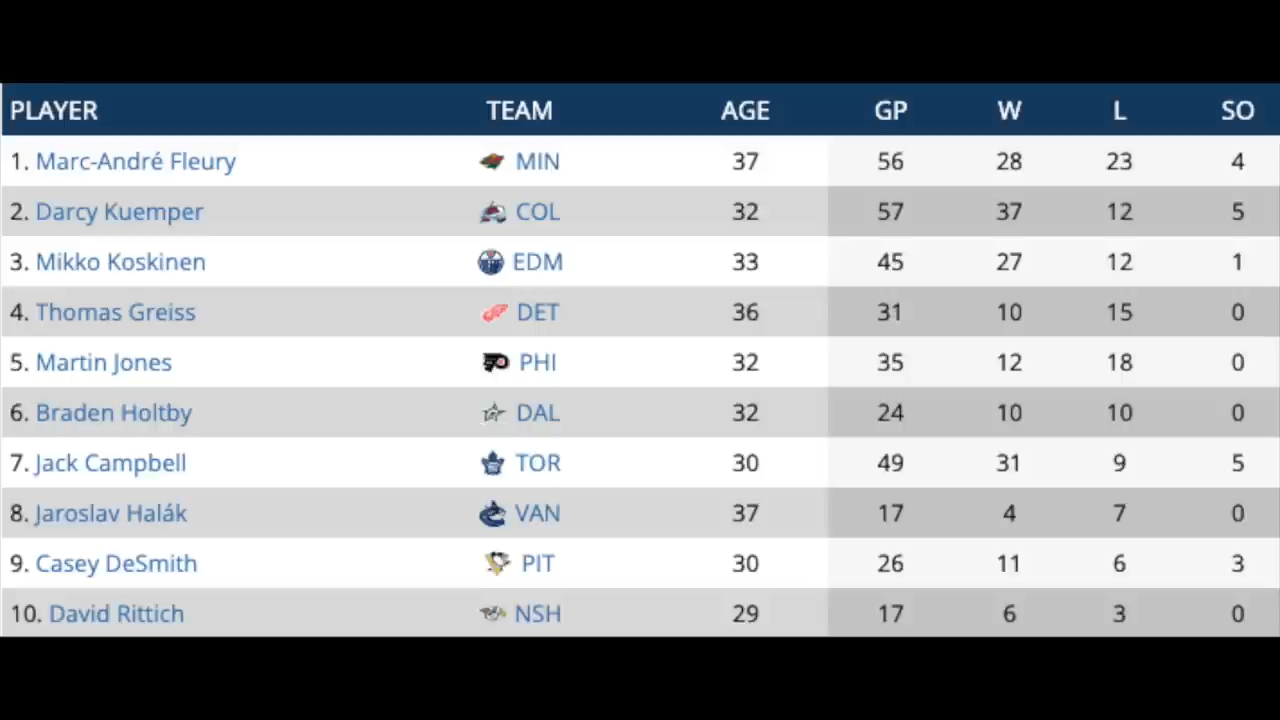 PLAYER TEAM AGE GP W L SO
1. Marc-André Fleury MIN 37 56 28 23 4
2. Darcy Kuemper COL 32 57 37 12 5
3. Mikko Koskinen EDM 33 45 27 12 1
4. Thomas Greiss DET 36 31 10 15 0
5. Martin Jones PHI 32 35 12 18 0
6. Braden Holtby DAL 32 24 10 10 0
7. Jack Campbell TOR 30 49 31 9 5
8. Jaroslav Halák VAN 37 17 4 7 0
9. Casey DeSmith PIT 30 26 11 6 3
10. David Rittich NSH 29 17 6 3 0